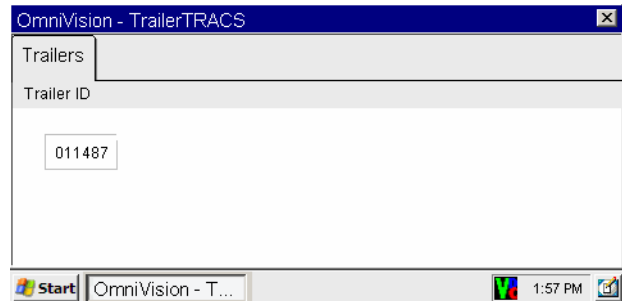 OmniVision - TrailerTRACS
Trailers
Trailer ID
011487
Start OmniVision - T... 1:57 PM